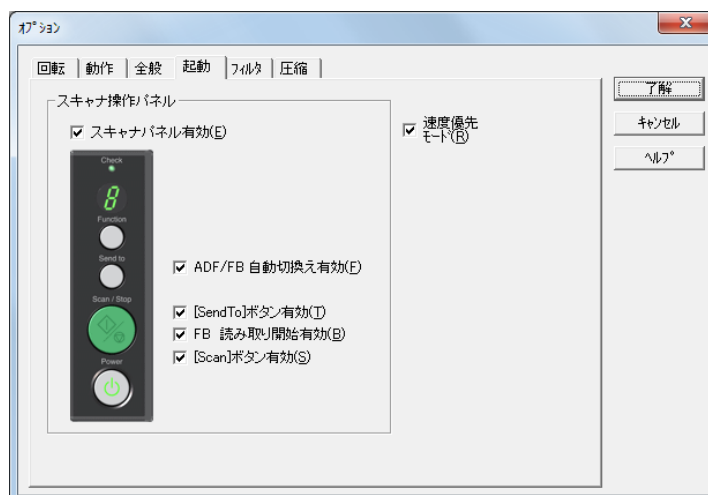 オプション
回転
動作
全般
起動
フィルタ
圧縮
了解
キャンセル
ヘルプ
スキャナ操作パネル
スキャナパネル有効(E)
速度優先
モード(R)
Check
8
Function
Send to
Scan / Stop
Power
ADF/FB 自動切換え有効(F)
[SendTo]ボタン有効(T)
FB 読み取り開始有効(B)
[Scan]ボタン有効(S)